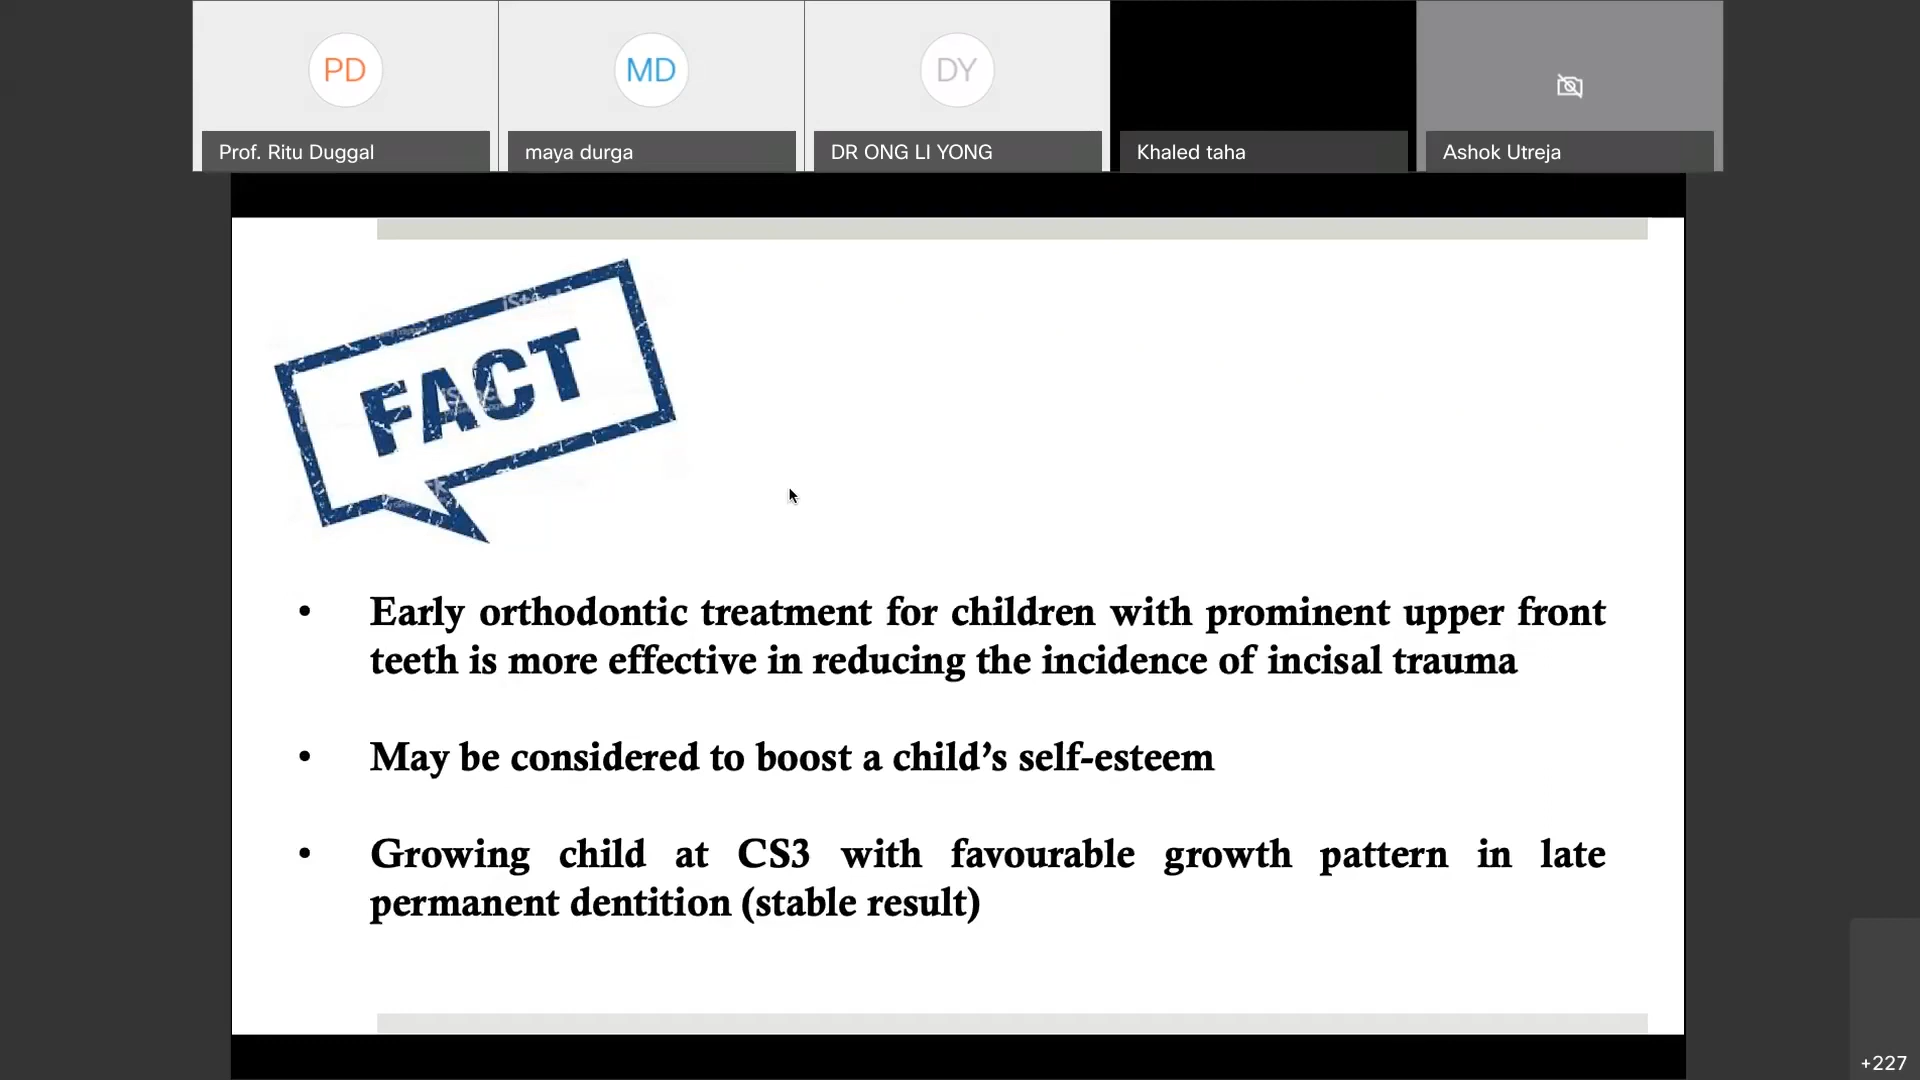 PD
MD
DY
Prof. Ritu Duggal
maya durga
DR ONG LI YONG
Khaled taha
Ashok Utreja
FACT
• Early orthodontic treatment for children with prominent upper front
teeth is more effective in reducing the incidence of incisal trauma
• May be considered to boost a child’s self-esteem
• Growing child at CS3 with favourable growth pattern in late
permanent dentition (stable result)
+227